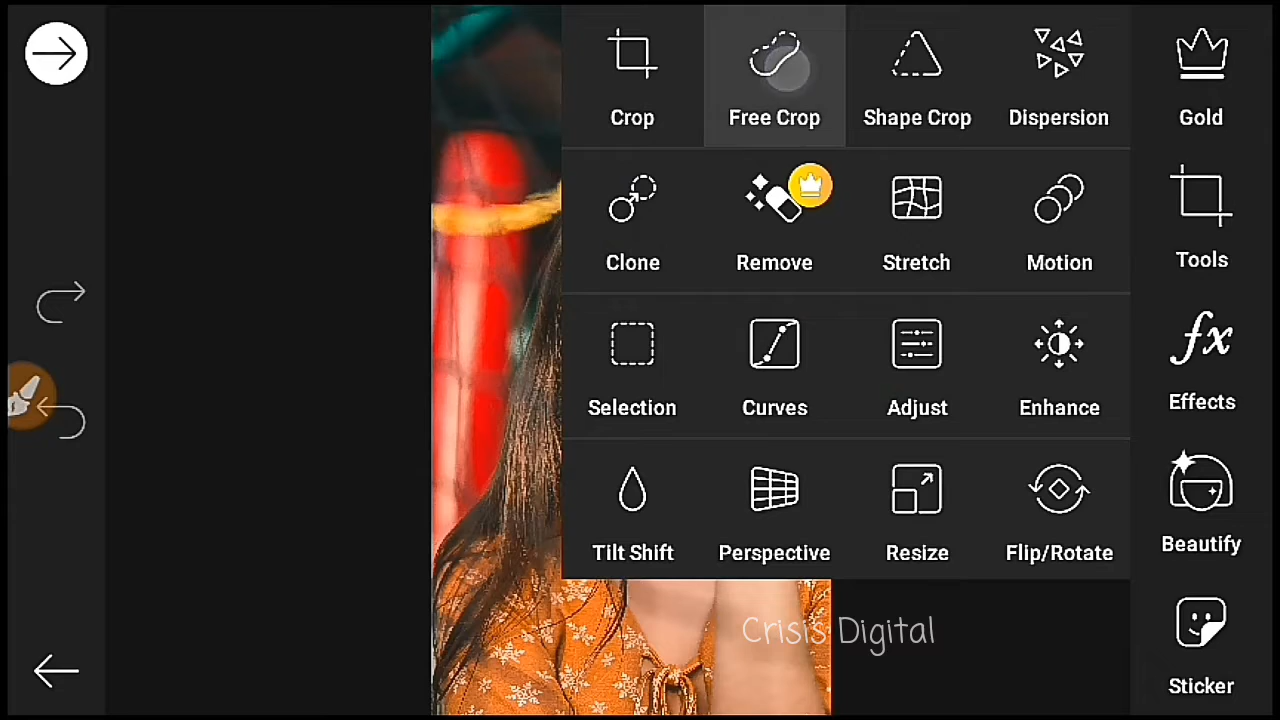 Crop Free Crop Shape Crop Dispersion Gold
Clone Remove Stretch Motion Tools
Selection Curves Adjust Enhance Effects
Tilt Shift Perspective Resize Flip/Rotate Beautify
Crisis Digital
Sticker